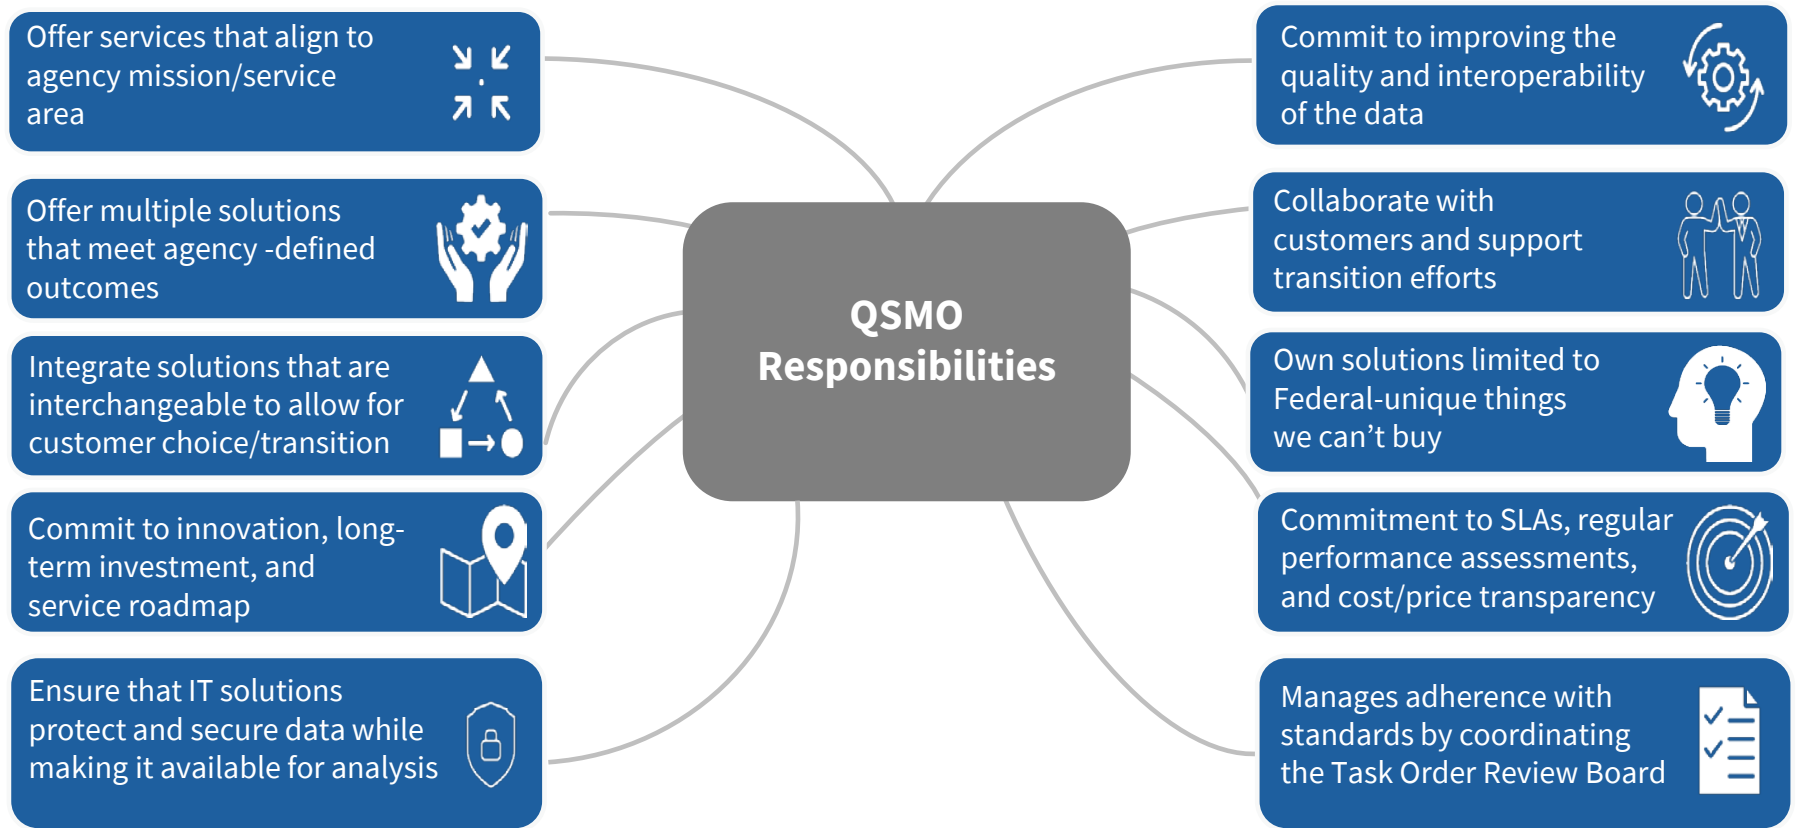 Offer services that align to
agency mission/service
area
Offer multiple solutions
that meet agency -defined
outcomes
Integrate solutions that are
interchangeable to allow for
customer choice/transition
Commit to innovation, long-
term investment, and
service roadmap
Ensure that IT solutions
protect and secure data while
making it available for analysis
QSMO
Responsibilities
Commit to improving the
quality and interoperability
of the data
Collaborate with
customers and support
transition efforts
Own solutions limited to
Federal-unique things
we can’t buy
Commitment to SLAs, regular
performance assessments,
and cost/price transparency
Manages adherence with
standards by coordinating
the Task Order Review Board